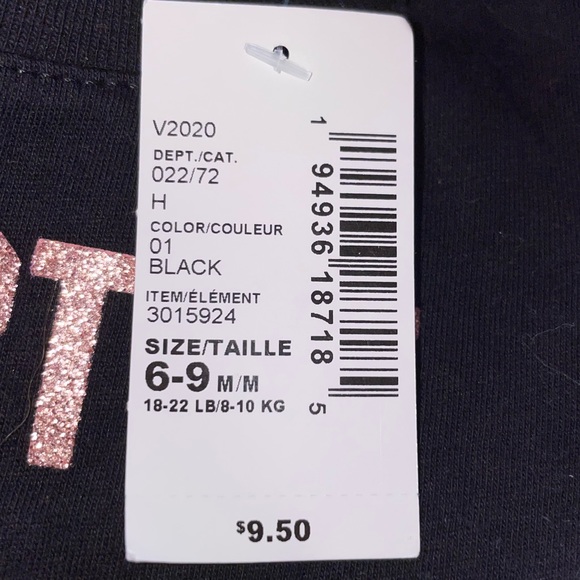 V2020
DEPT./CAT.
022/72
H
COLOR/COULEUR
01
BLACK
ITEM/ÉLÉMENT
3015924
SIZE/TAILLE
6-9 M/M
18-22 LB/8-10 KG
1 94936 18718 5
$9.50
PT